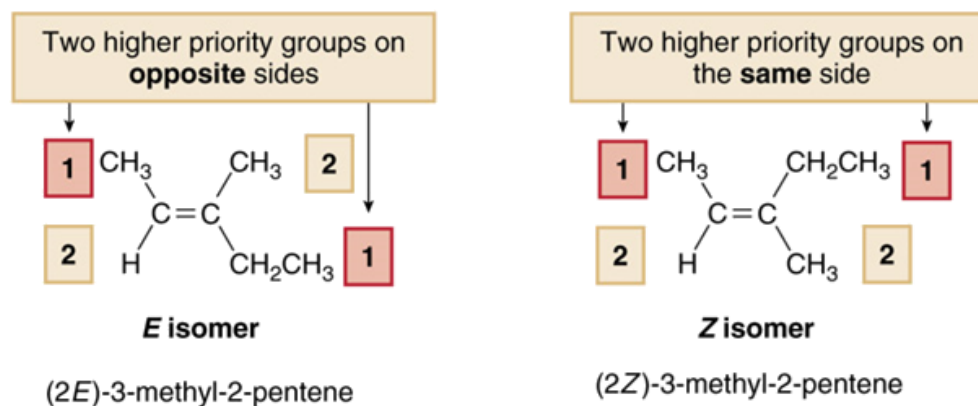 Two higher priority groups on
opposite sides
1 CH₃ CH₃ 2
C=C
2 H CH₂CH₃ 1
E isomer
(2E)-3-methyl-2-pentene
Two higher priority groups on
the same side
1 CH₃ CH₂CH₃ 1
C=C
2 H CH₃ 2
Z isomer
(2Z)-3-methyl-2-pentene